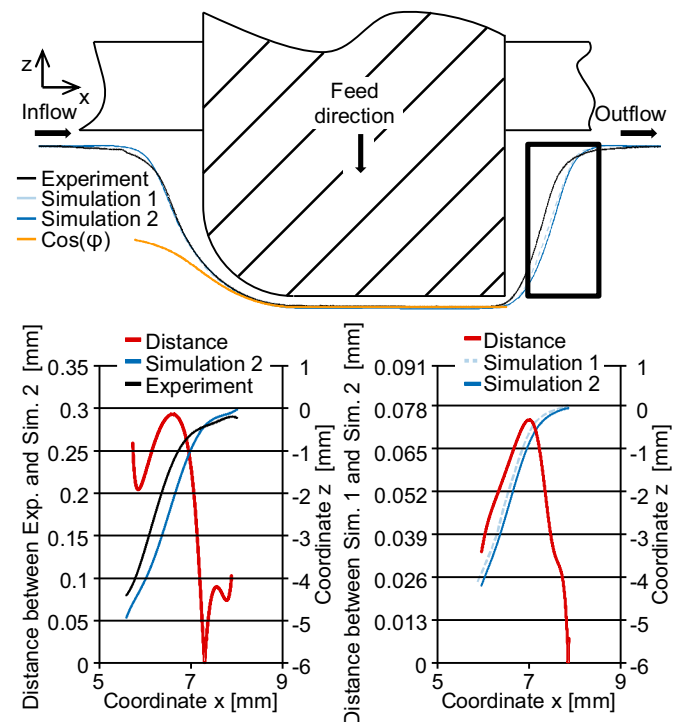 z
x
Inflow
Feed
direction
Outflow
Experiment
Simulation 1
Simulation 2
Cos(φ)
Distance
Simulation 2
Experiment
Distance between Exp. and Sim. 2 [mm]
0.35
0.3
0.25
0.2
0.15
0.1
0.05
0
1
0
-1
-2
-3
-4
-5
-6
Coordinate z [mm]
5
7
9
Coordinate x [mm]
Distance
Simulation 1
Simulation 2
Distance between Sim. 1 and Sim. 2 [mm]
0.091
0.078
0.065
0.052
0.039
0.026
0.013
0
1
0
-1
-2
-3
-4
-5
-6
Coordinate z [mm]
5
7
9
Coordinate x [mm]